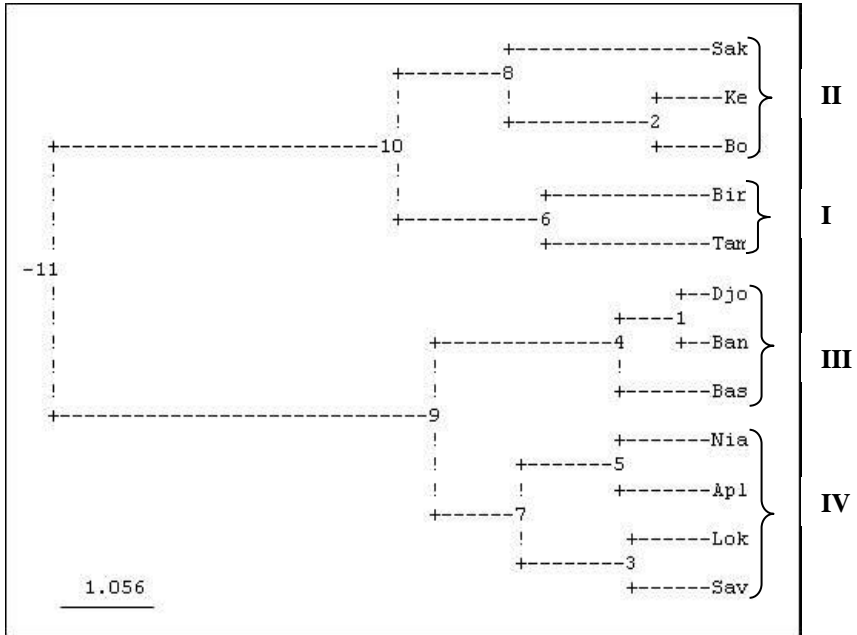 Sak
8
Ke
II
2
10
Bo
Bir
I
6
Tam
-11
Djo
1
4
Ban
III
Bas
9
Nia
5
Apl
IV
7
Lok
3
1.056
Sav